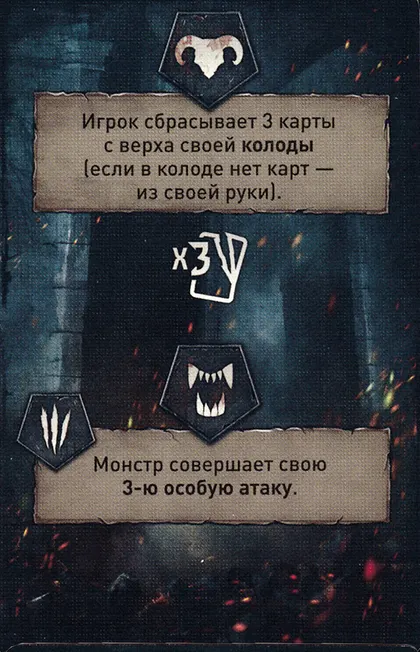 Игрок сбрасывает 3 карты
с верха своей колоды
(если в колоде нет карт —
из своей руки).
x3
Монстр совершает свою
3-ю особую атаку.